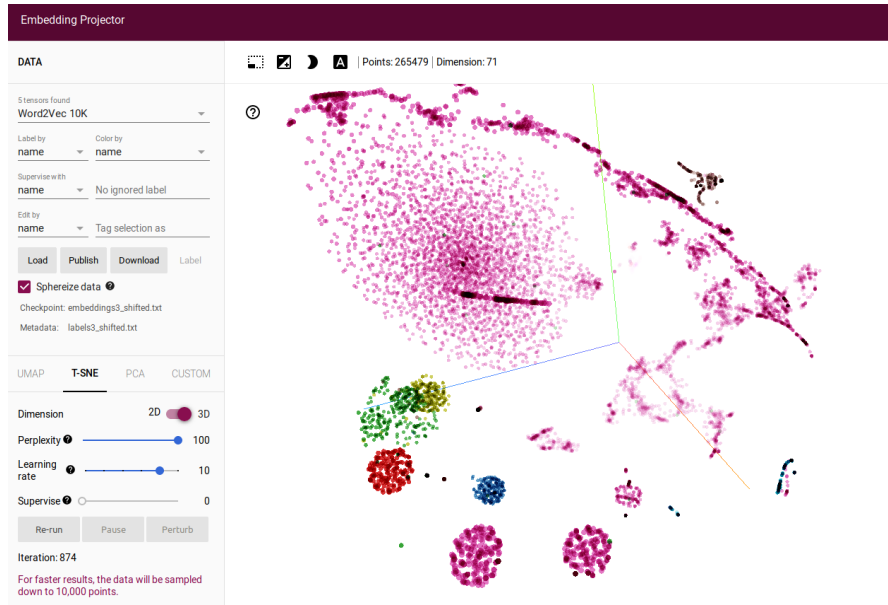 Embedding Projector
DATA
A | Points: 265479 | Dimension: 71
5 tensors found
Word2Vec 10K
Label by Color by
name name
Supervise with
name No ignored label
Edit by
name Tag selection as
Load Publish Download Label
Sphereize data ?
Checkpoint: embeddings3_shifted.txt
Metadata: labels3_shifted.txt
UMAP T-SNE PCA CUSTOM
Dimension 2D 3D
Perplexity ? 100
Learning
rate ? 10
Supervise ? 0
Re-run Pause Perturb
Iteration: 874
For faster results, the data will be sampled
down to 10,000 points.
?